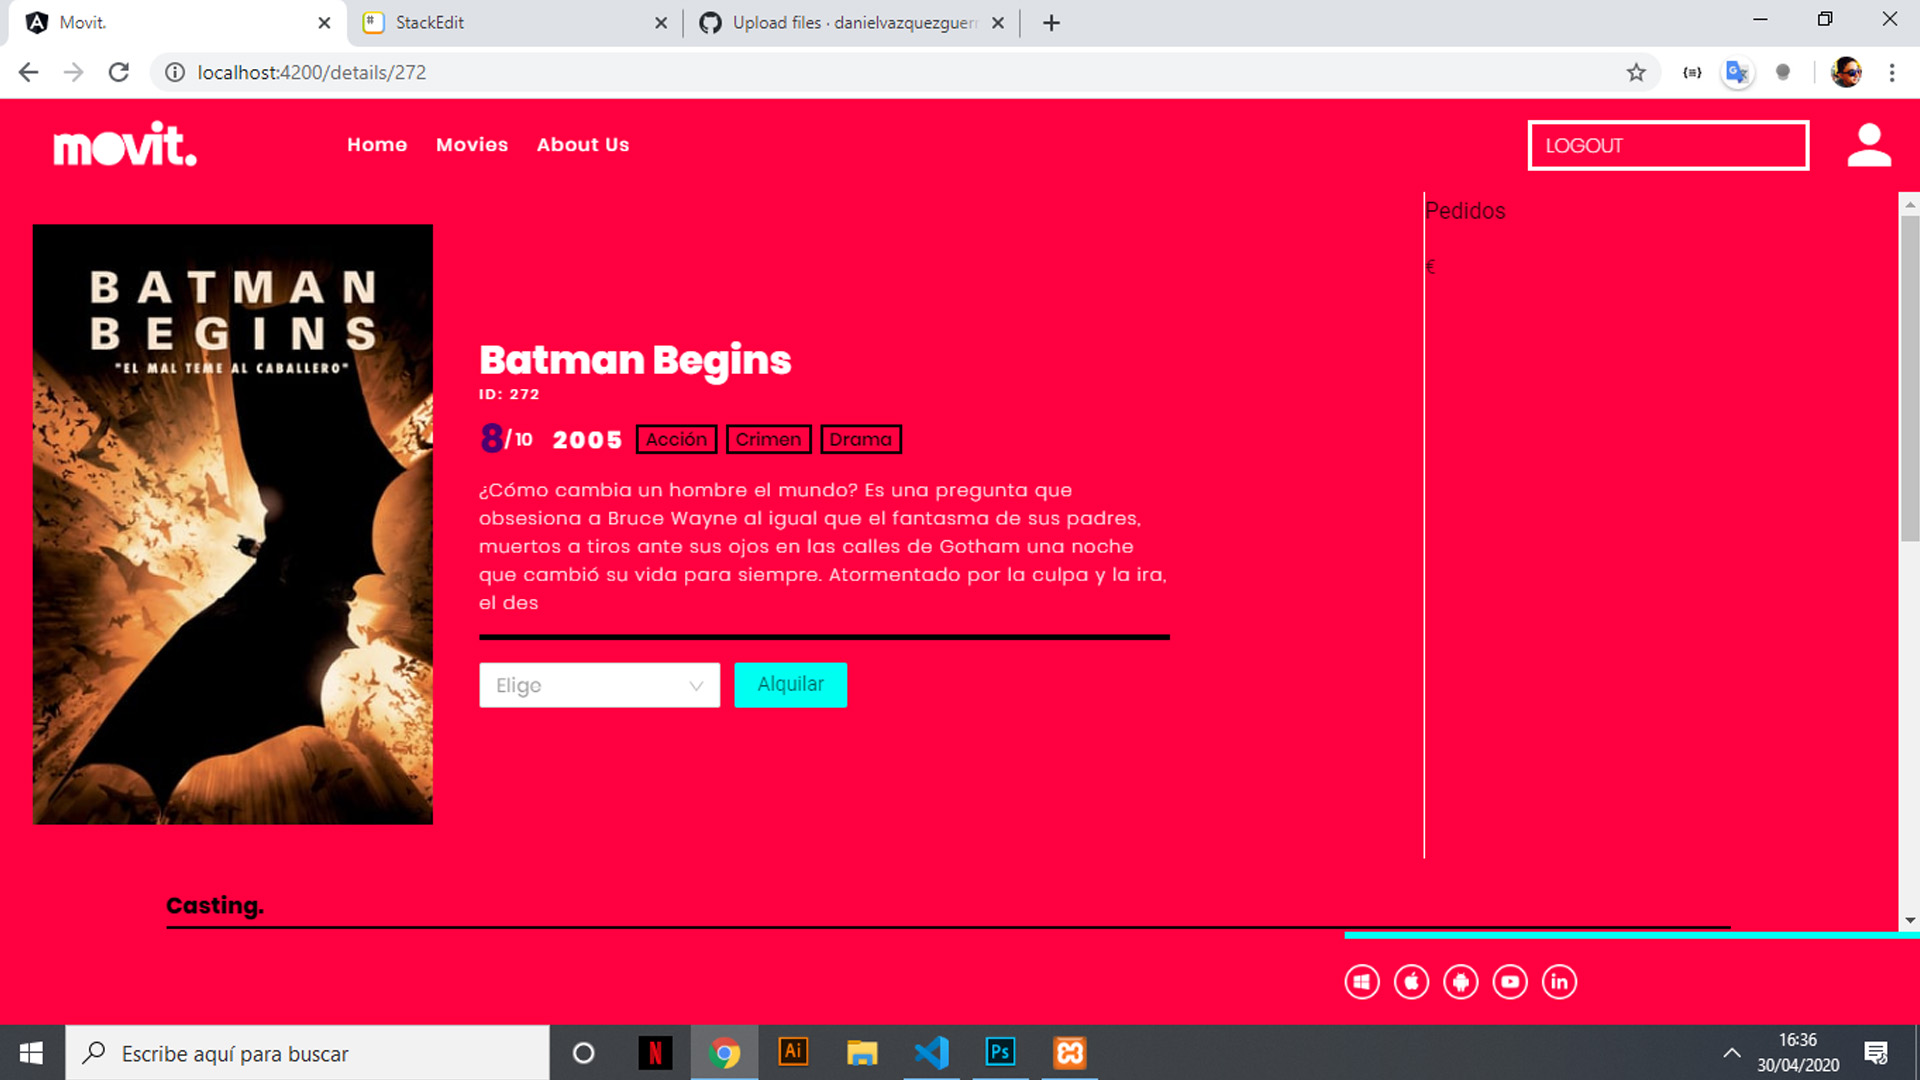 Movit.
StackEdit
Upload files · danielvazquezguerr
localhost:4200/details/272
movit.
Home
Movies
About Us
LOGOUT
Pedidos
€
BATMAN
BEGINS
"EL MAL TEME AL CABALLERO"
Batman Begins
ID: 272
8/10 2005 Acción Crimen Drama
¿Cómo cambia un hombre el mundo? Es una pregunta que
obsesiona a Bruce Wayne al igual que el fantasma de sus padres,
muertos a tiros ante sus ojos en las calles de Gotham una noche
que cambió su vida para siempre. Atormentado por la culpa y la ira,
el des
Elige
Alquilar
Casting.
in
Escribe aquí para buscar
N
Ai
Ps
16:36
30/04/2020